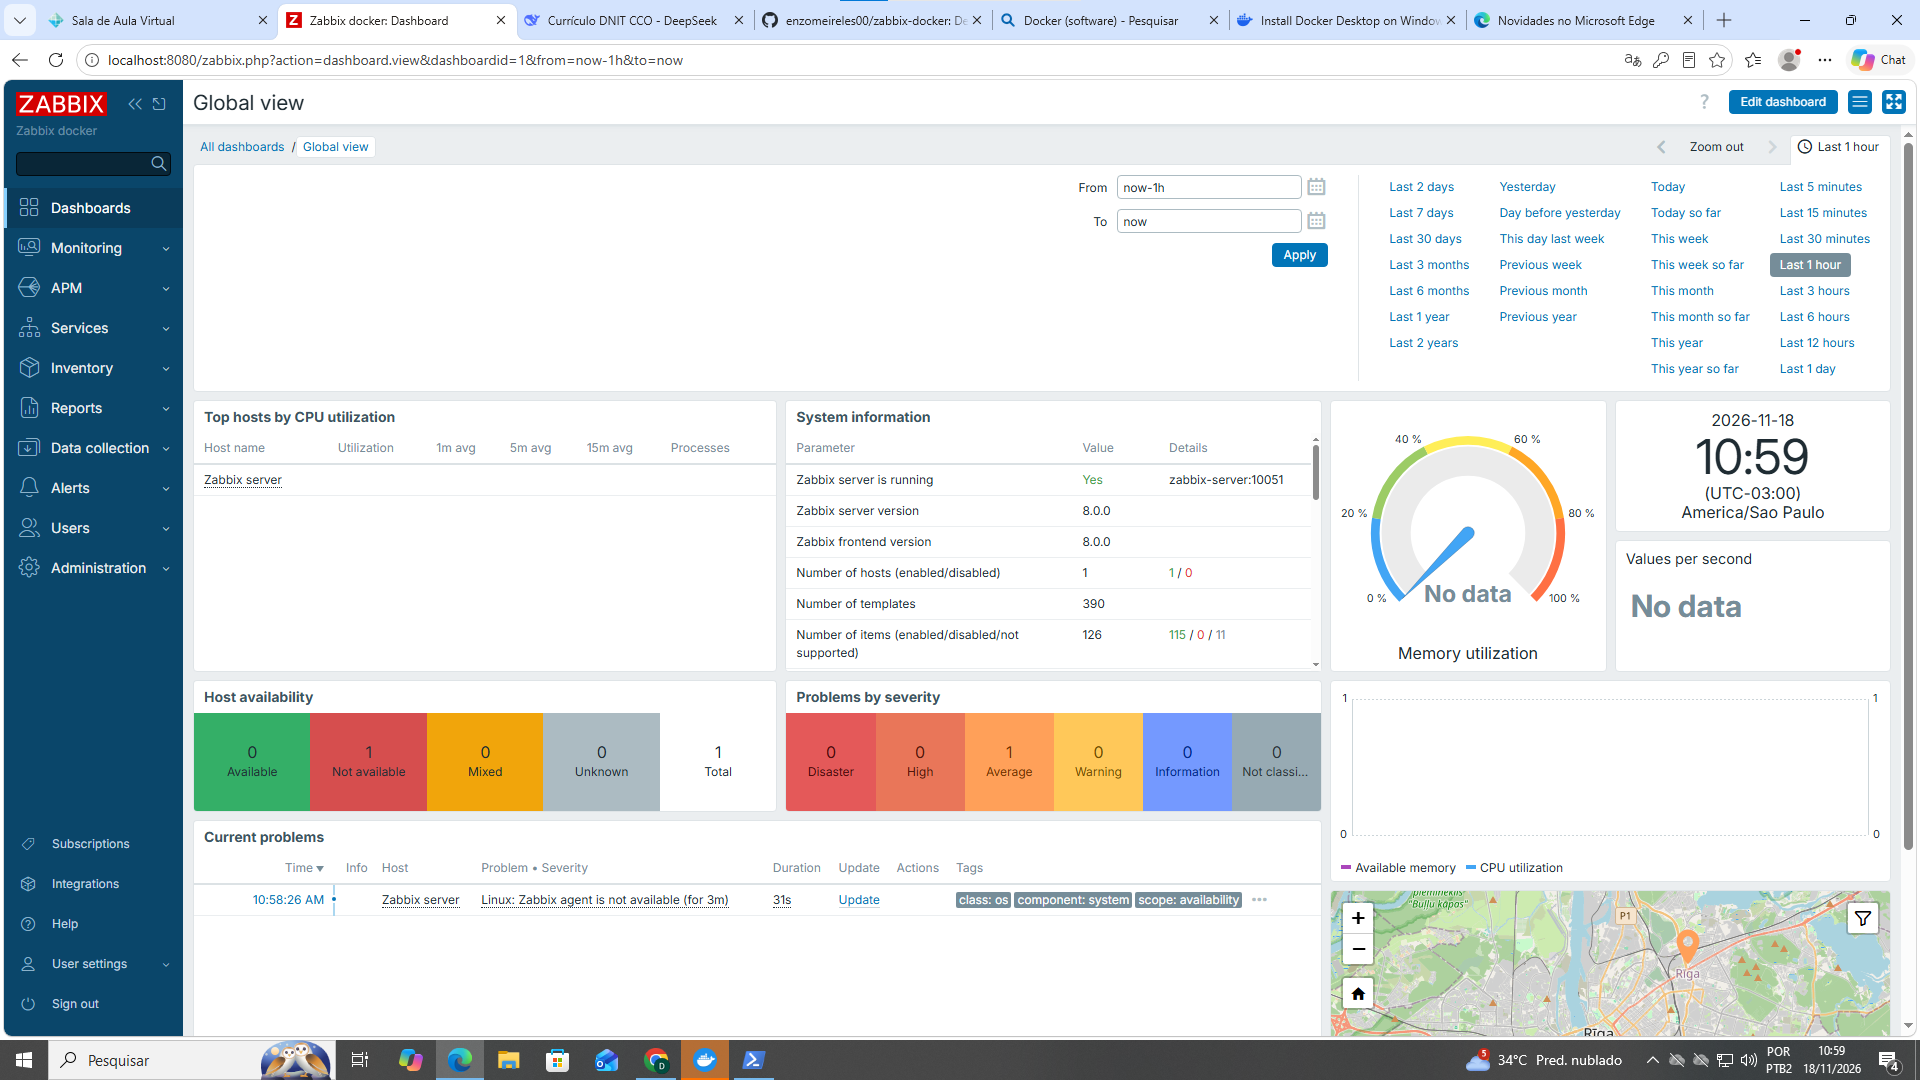 Sala de Aula Virtual
Zabbix docker: Dashboard
Currículo DNIT CCO - DeepSeek
enzomeireles00/zabbix-docker: De
Docker (software) - Pesquisar
Install Docker Desktop on Window
Novidades no Microsoft Edge
localhost:8080/zabbix.php?action=dashboard.view&dashboardid=1&from=now-1h&to=now
Chat
ZABBIX
Zabbix docker
Dashboards
Monitoring
APM
Services
Inventory
Reports
Data collection
Alerts
Users
Administration
Subscriptions
Integrations
Help
User settings
Sign out
Global view
? Edit dashboard
All dashboards / Global view
Zoom out
Last 1 hour
From now-1h
To now
Apply
Last 2 days Yesterday Today Last 5 minutes
Last 7 days Day before yesterday Today so far Last 15 minutes
Last 30 days This day last week This week Last 30 minutes
Last 3 months Previous week This week so far Last 1 hour
Last 6 months Previous month This month Last 3 hours
Last 1 year Previous year This month so far Last 6 hours
Last 2 years This year Last 12 hours
This year so far Last 1 day
Top hosts by CPU utilization
Host name Utilization 1m avg 5m avg 15m avg Processes
Zabbix server
System information
Parameter Value Details
Zabbix server is running Yes zabbix-server:10051
Zabbix server version 8.0.0
Zabbix frontend version 8.0.0
Number of hosts (enabled/disabled) 1 1 / 0
Number of templates 390
Number of items (enabled/disabled/not supported) 126 115 / 0 / 11
40 % 60 %
20 % 80 %
0 % 100 %
No data
Memory utilization
2026-11-18
10:59
(UTC-03:00)
America/Sao Paulo
Values per second
No data
Host availability
0 1 0 0 1
Available Not available Mixed Unknown Total
Problems by severity
0 0 1 0 0 0
Disaster High Average Warning Information Not classi...
1 1
0 0
Available memory CPU utilization
Current problems
Time Info Host Problem • Severity Duration Update Actions Tags
10:58:26 AM Zabbix server Linux: Zabbix agent is not available (for 3m) 31s Update class: os component: system scope: availability •••
piemineklis
"Buļļu kāpas"
P1
Rīga
Rīga
+
−
Pesquisar
5
34°C Pred. nublado
POR
PTB2
10:59
18/11/2026
4